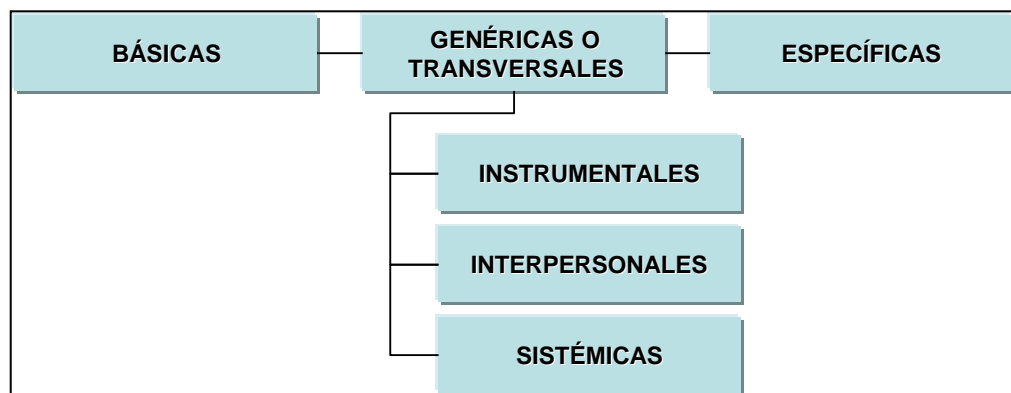 BÁSICAS
GENÉRICAS O
TRANSVERSALES
ESPECÍFICAS
INSTRUMENTALES
INTERPERSONALES
SISTÉMICAS